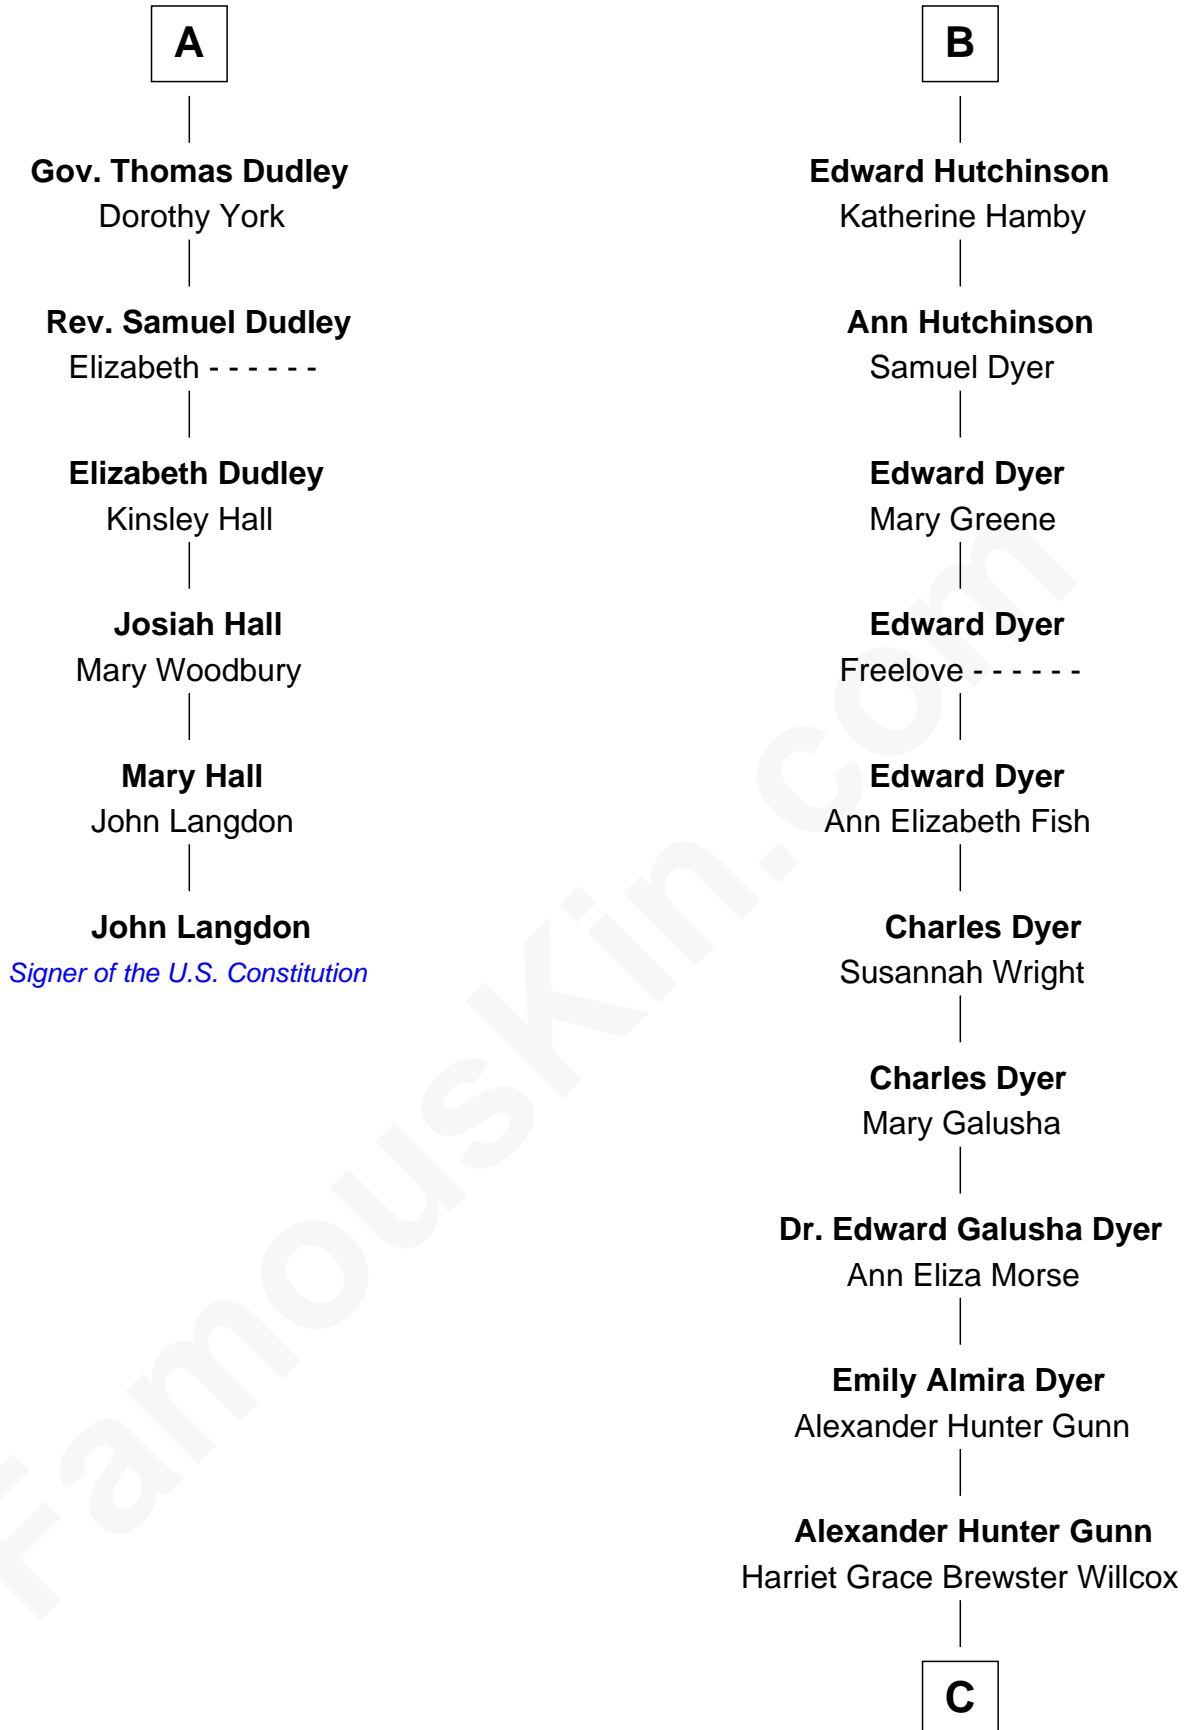 A
Gov. Thomas Dudley
Dorothy York
Rev. Samuel Dudley
Elizabeth - - - - - -
Elizabeth Dudley
Kinsley Hall
Josiah Hall
Mary Woodbury
Mary Hall
John Langdon
John Langdon
Signer of the U.S. Constitution
B
Edward Hutchinson
Katherine Hamby
Ann Hutchinson
Samuel Dyer
Edward Dyer
Mary Greene
Edward Dyer
Freelove - - - - - -
Edward Dyer
Ann Elizabeth Fish
Charles Dyer
Susannah Wright
Charles Dyer
Mary Galusha
Dr. Edward Galusha Dyer
Ann Eliza Morse
Emily Almira Dyer
Alexander Hunter Gunn
Alexander Hunter Gunn
Harriet Grace Brewster Willcox
C
FamousKin.com